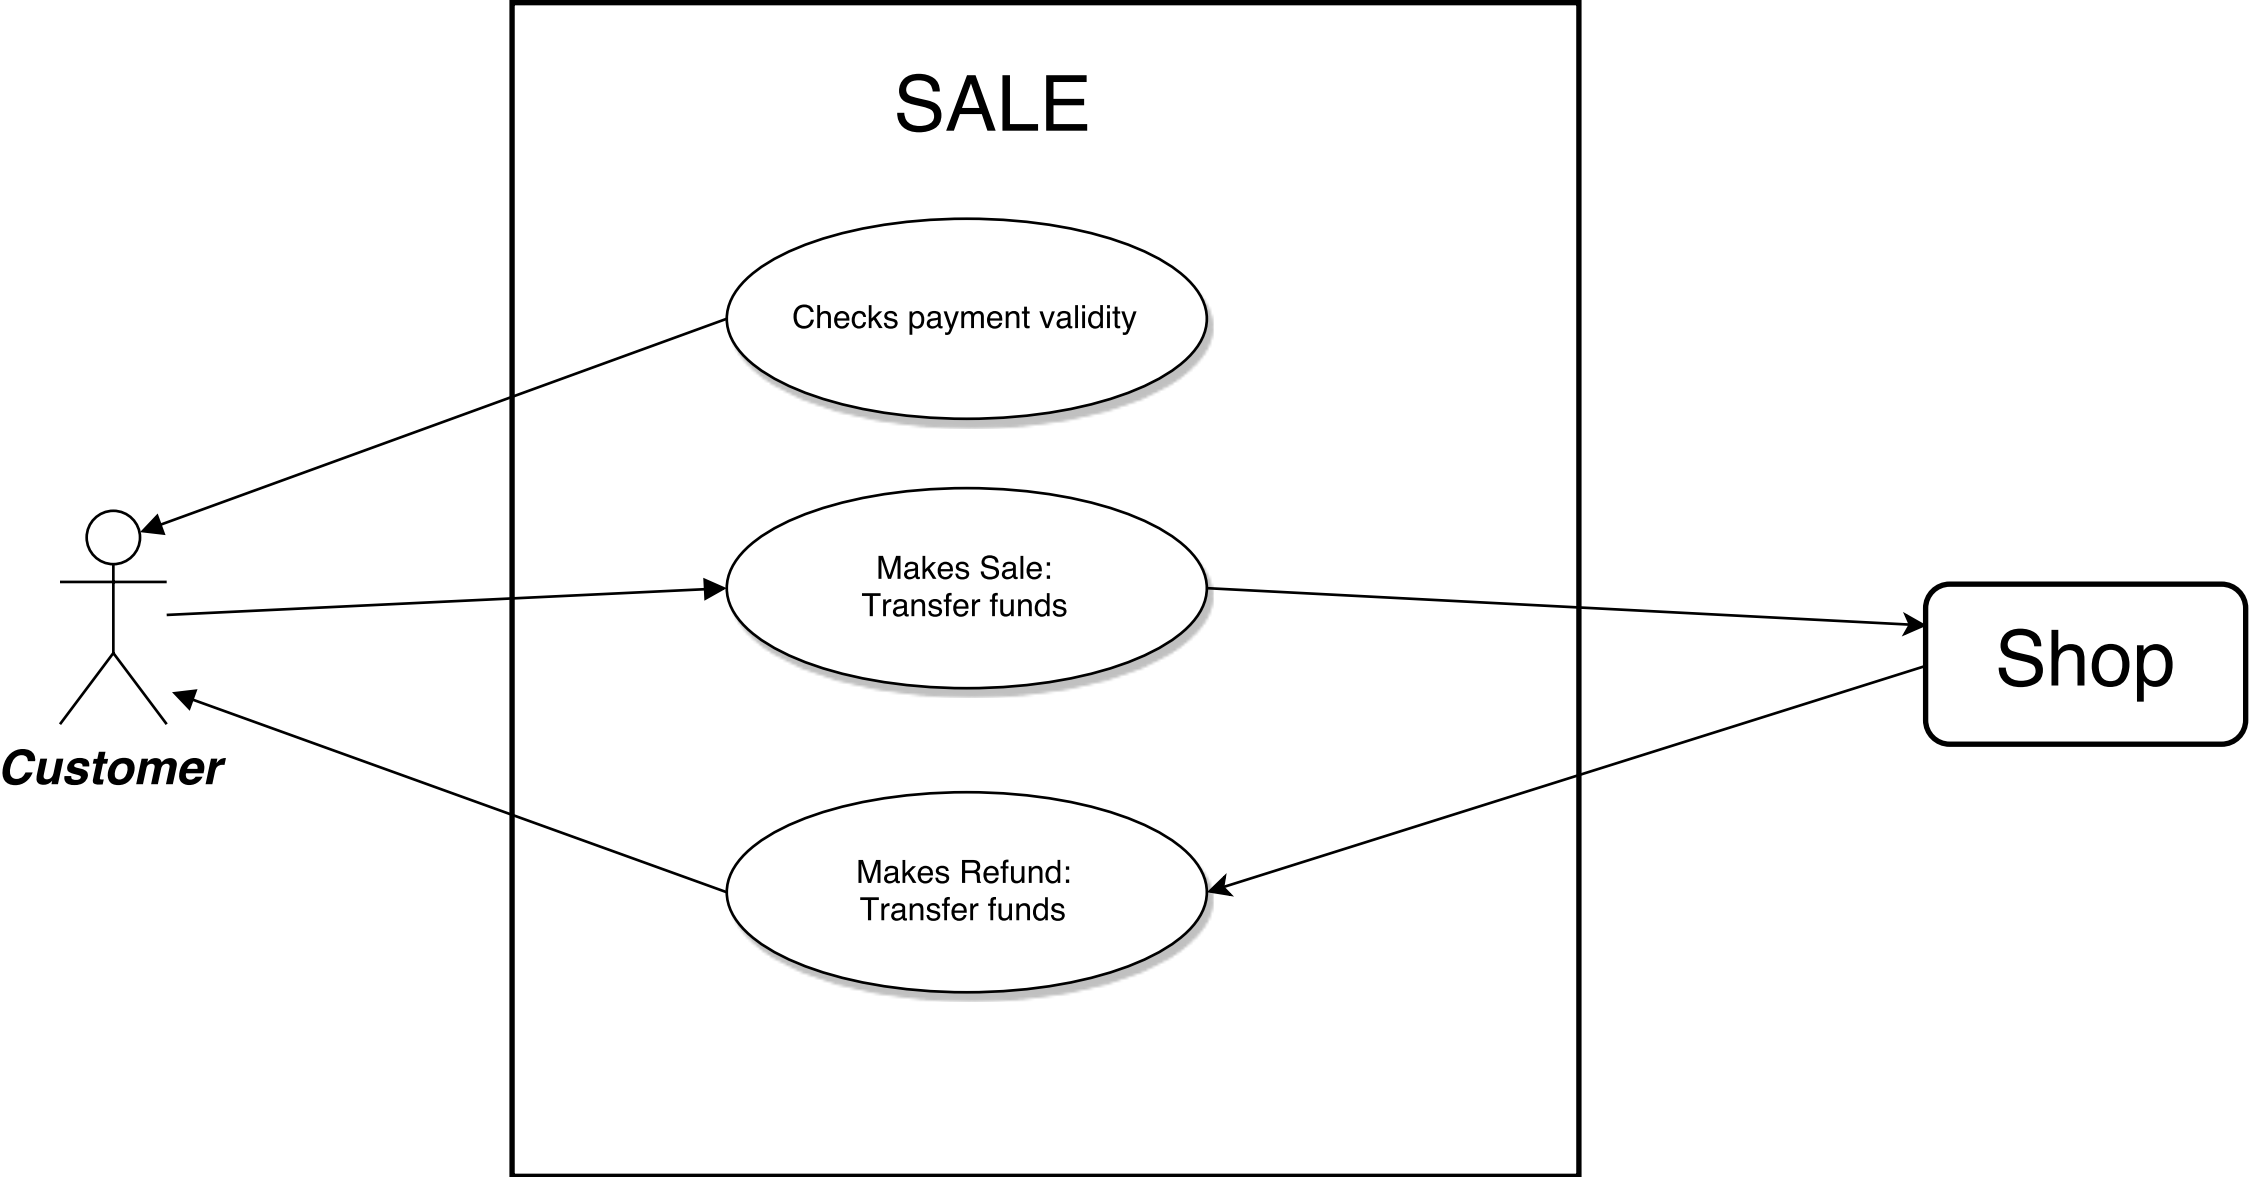 SALE
Checks payment validity
Makes Sale:
Transfer funds
Shop
Customer
Makes Refund:
Transfer funds